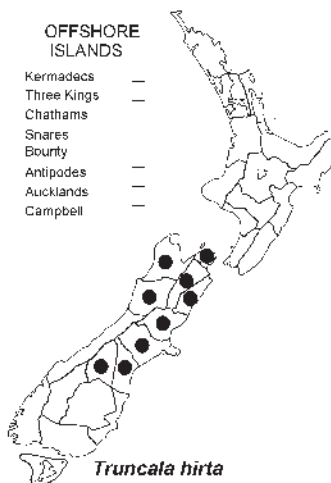 OFFSHORE
ISLANDS
Kermadecs
Three Kings
Chathams
Snares
Bounty
Antipodes
Aucklands
Campbell
Truncala hirta